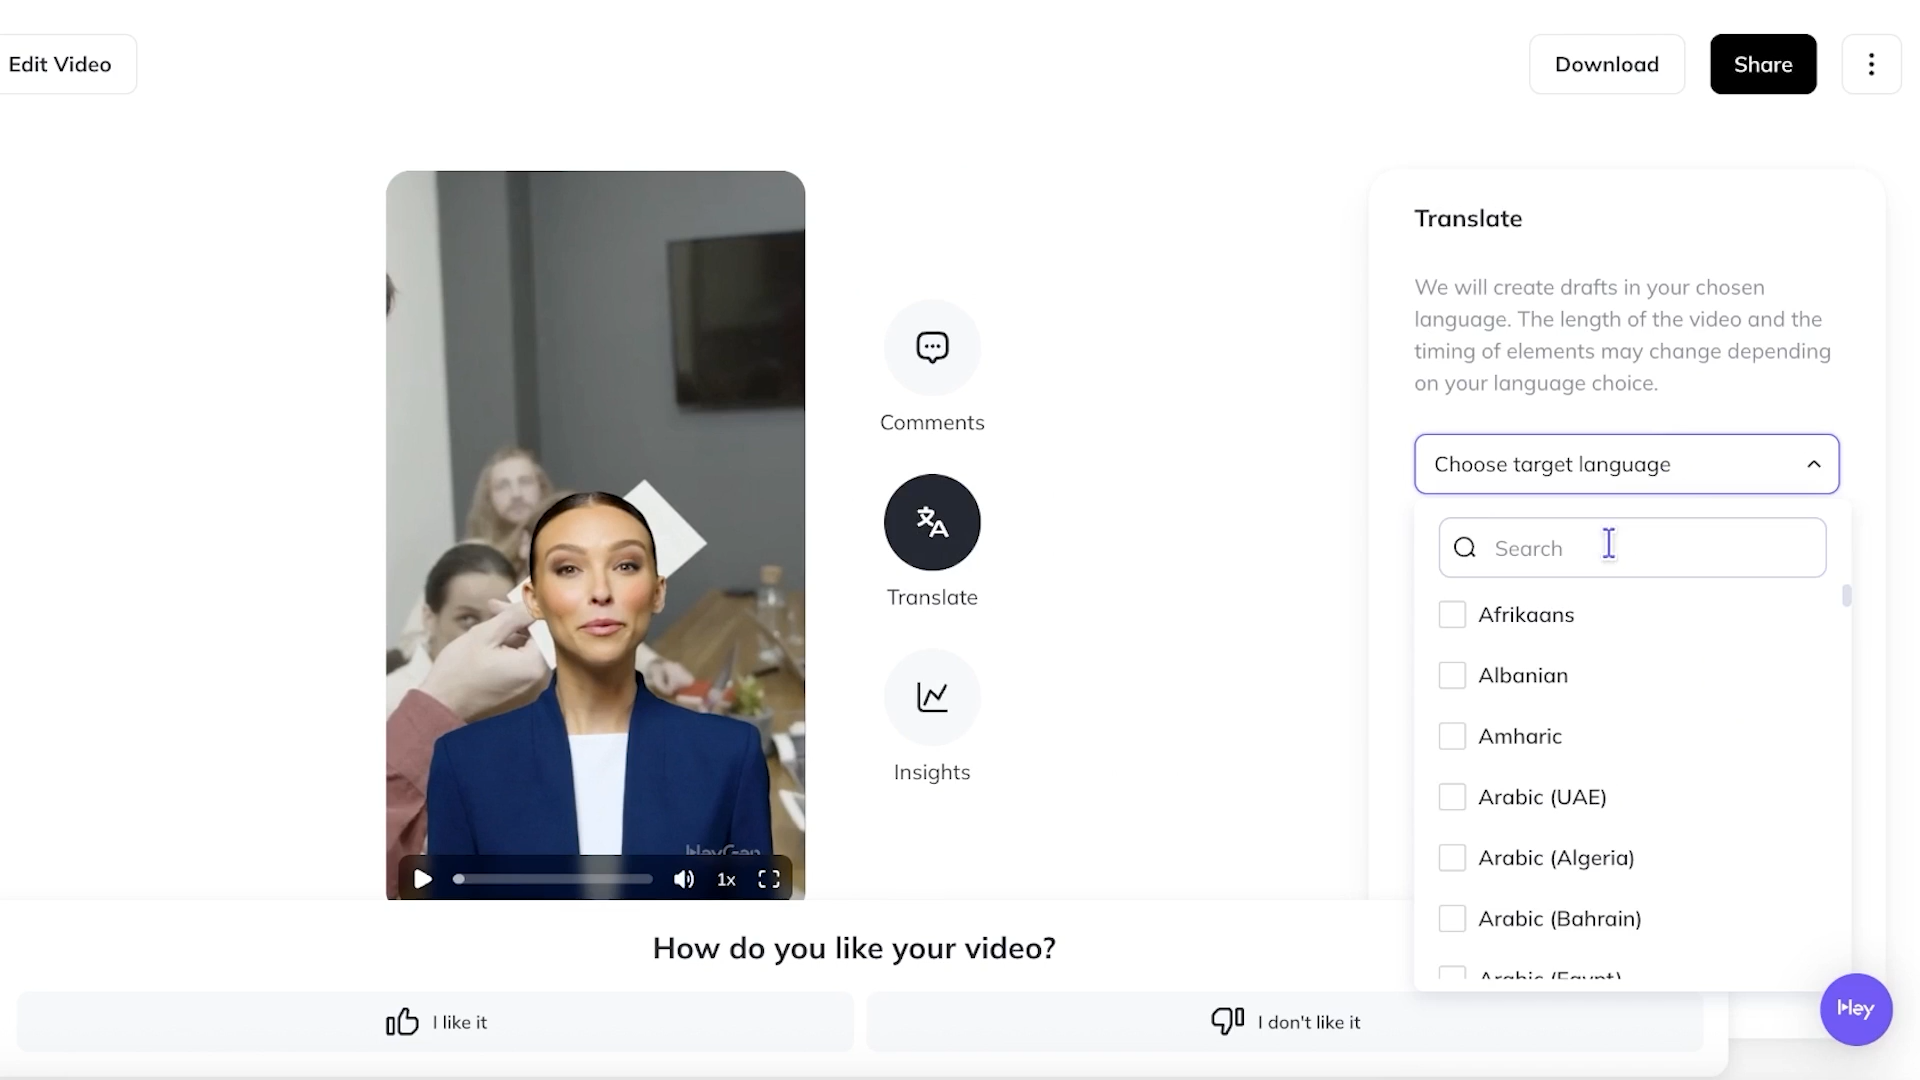 Edit Video
Download
Share
Translate
We will create drafts in your chosen
language. The length of the video and the
timing of elements may change depending
on your language choice.
Choose target language
Search
Afrikaans
Albanian
Amharic
Arabic (UAE)
Arabic (Algeria)
Arabic (Bahrain)
Arabic (Egypt)
Comments
Translate
Insights
HeyGen
1x
How do you like your video?
I like it
I don't like it
Hey